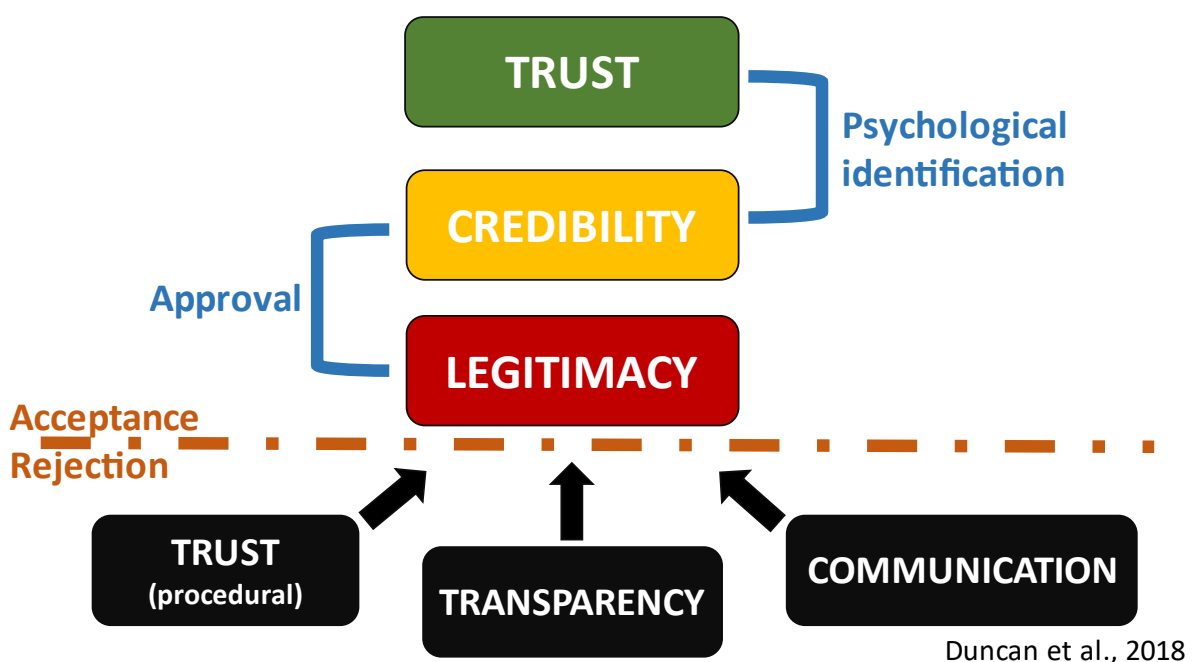 TRUST
Psychological
identification
CREDIBILITY
Approval
LEGITIMACY
Acceptance
Rejection
TRUST
(procedural)
TRANSPARENCY
COMMUNICATION
Duncan et al., 2018